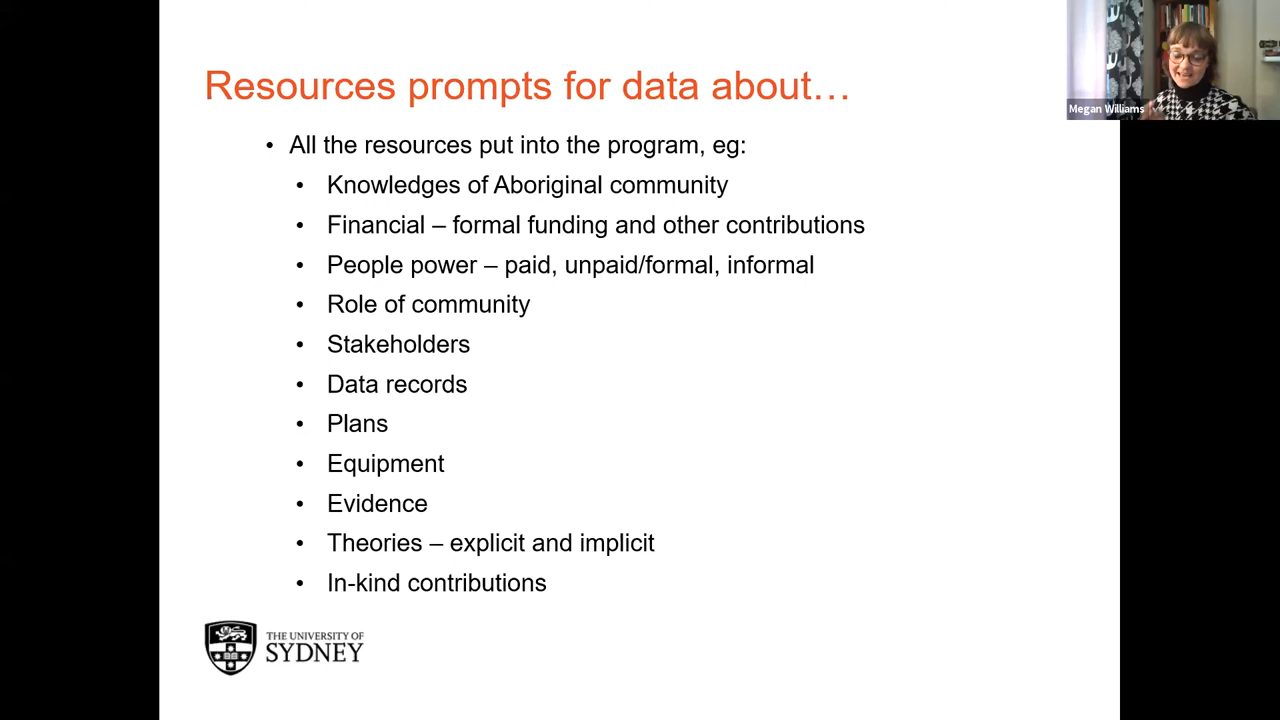 Resources prompts for data about…
Megan Williams
• All the resources put into the program, eg:
• Knowledges of Aboriginal community
• Financial – formal funding and other contributions
• People power – paid, unpaid/formal, informal
• Role of community
• Stakeholders
• Data records
• Plans
• Equipment
• Evidence
• Theories – explicit and implicit
• In-kind contributions
THE UNIVERSITY OF
SYDNEY